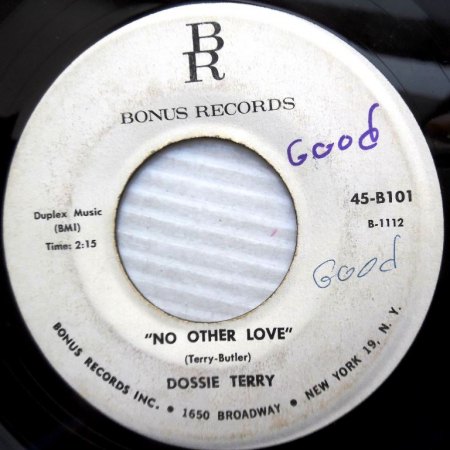 B
R
BONUS RECORDS
Good
45-B101
B-1112
Duplex Music
(BMI)
Time: 2:15
Good
"NO OTHER LOVE"
(Terry-Butler)
DOSSIE TERRY
BONUS RECORDS INC. • 1650 BROADWAY • NEW YORK 19, N. Y.